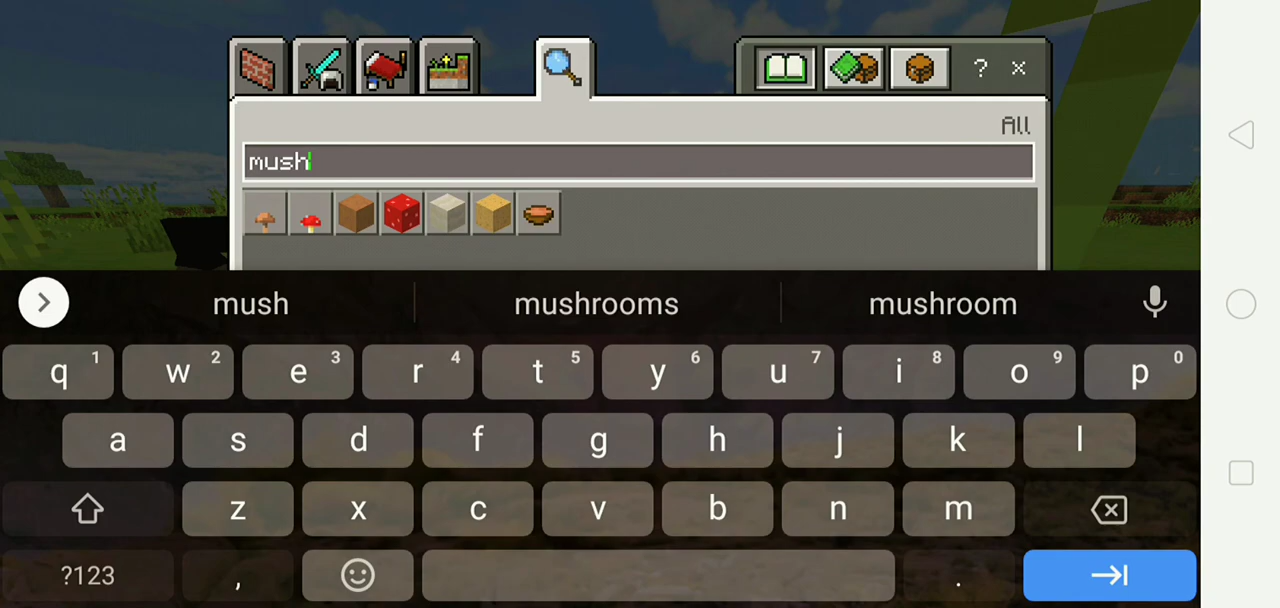 ? ×
All
mush
mush mushrooms mushroom
q 1 w 2 e 3 r 4 t 5 y 6 u 7 i 8 o 9 p 0
a s d f g h j k l
z x c v b n m
?123 , .